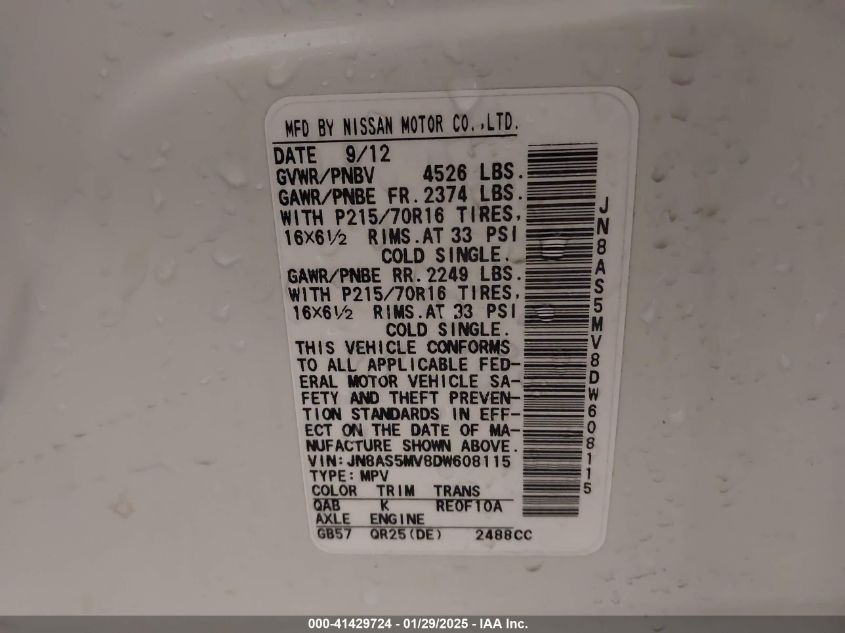 MFD BY NISSAN MOTOR CO.,LTD.
DATE 9/12
GVWR/PNBV 4526 LBS.
GAWR/PNBE FR. 2374 LBS.
WITH P215/70R16 TIRES,
16X6½ RIMS.AT 33 PSI
COLD SINGLE.
GAWR/PNBE RR. 2249 LBS.
WITH P215/70R16 TIRES,
16X6½ RIMS.AT 33 PSI
COLD SINGLE.
THIS VEHICLE CONFORMS
TO ALL APPLICABLE FED-
ERAL MOTOR VEHICLE SA-
FETY AND THEFT PREVEN-
TION STANDARDS IN EFF-
ECT ON THE DATE OF MA-
NUFACTURE SHOWN ABOVE.
VIN:JN8AS5MV8DW608115
TYPE:MPV
COLOR TRIM TRANS
QAB K RE0F10A
AXLE ENGINE
GB57 QR25(DE) 2488CC
JN8AS5MV8DW608115
000-41429724 - 01/29/2025 - IAA Inc.